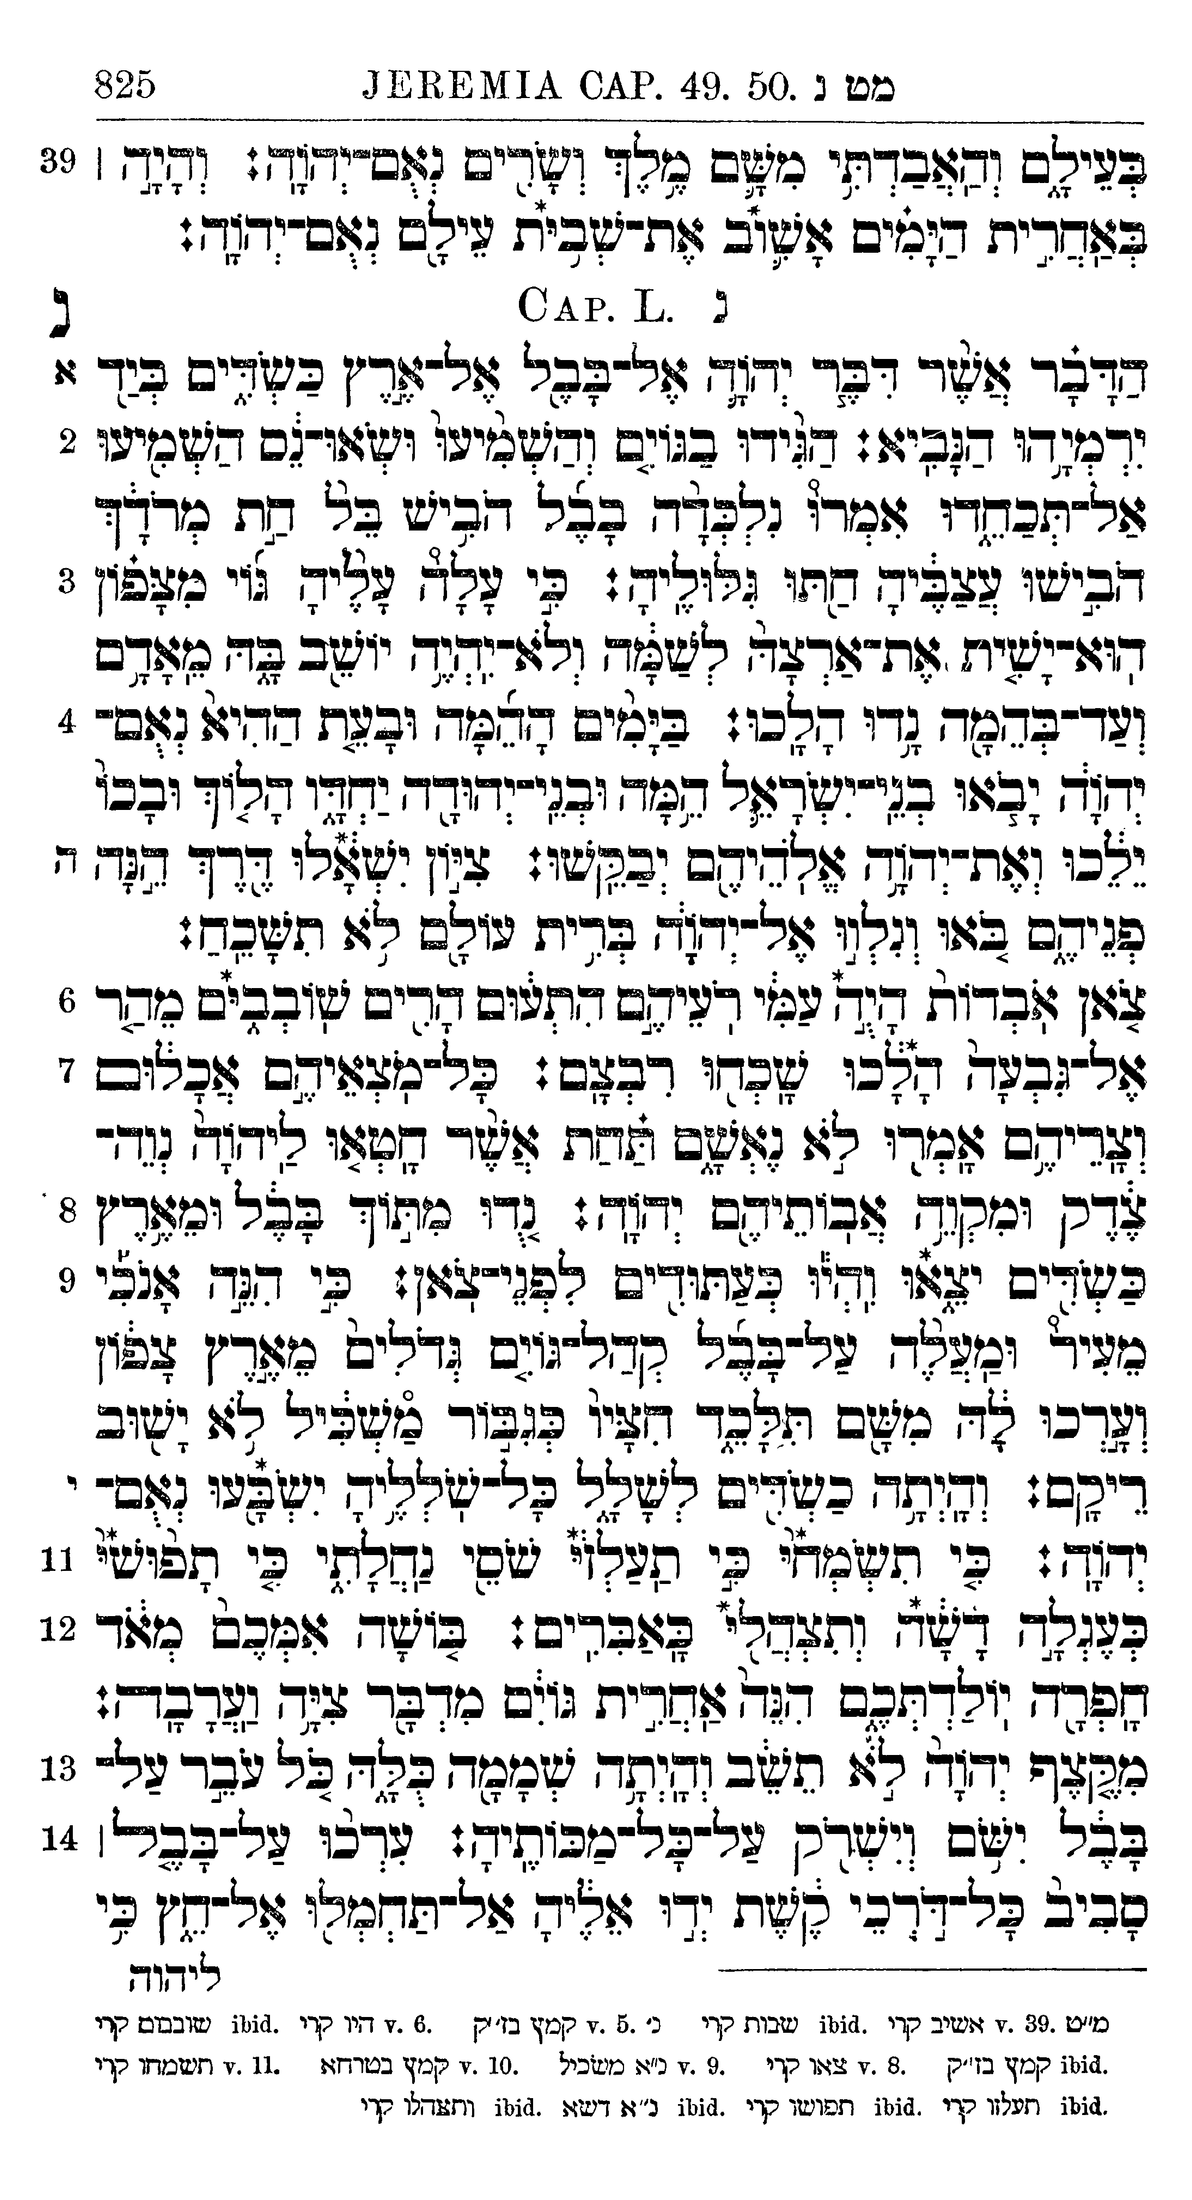 825 JEREMIA CAP. 49. 50. מט נ
39 בְּעֵילָ֑ם וְהַֽאֲבַדְתִּ֥י מִשָּׁ֛ם מֶ֥לֶךְ וְשָׂרִ֖ים נְאֻם־יְהוָֹֽה׃ וְהָיָ֣ה ׀
בְּאַֽחֲרִ֣ית הַיָּמִ֗ים אָשִׁ֛וֹב* אֶת־שְׁבִ֥יּת* עֵילָ֖ם נְאֻם־יְהוָֹֽה׃
נ CAP. L. נ
א הַדָּבָ֗ר אֲשֶׁ֨ר דִּבֶּ֧ר יְהוָֹ֛ה אֶל־בָּבֶ֖ל אֶל־אֶ֣רֶץ כַּשְׂדִּ֑ים בְּיַ֖ד
2 יִרְמְיָ֥הוּ הַנָּבִֽיא׃ הַגִּ֨ידוּ בַגּוֹיִ֤ם וְהַשְׁמִ֙יעוּ֙ וּֽשְׂאוּ־נֵ֔ס הַשְׁמִ֖יעוּ
אַל־תְּכַחֵ֑דוּ אִמְרוּ֩ נִלְכְּדָ֨ה בָבֶ֜ל הֹבִ֥ישׁ בֵּל֙ חַ֣ת מְרֹדָ֔ךְ
3 הֹבִ֣ישׁוּ עֲצַבֶּ֔יהָ חַ֖תּוּ גִּלּוּלֶֽיהָ׃ כִּ֣י עָלָה֩ עָלֶ֨יהָ גּ֜וֹי מִצָּפ֗וֹן
הֽוּא־יָשִׁ֤ית אֶת־אַרְצָהּ֙ לְשַׁמָּ֔ה וְלֹֽא־יִֽהְיֶ֥ה יוֹשֵׁ֖ב בָּ֑הּ מֵֽאָדָ֥ם
4 וְעַד־בְּהֵמָ֖ה נָ֥דוּ הָלָֽכוּ׃ בַּיָּמִ֨ים הָהֵ֜מָּה וּבָעֵ֤ת הַהִיא֙ נְאֻם־
יְהוָֹ֔ה יָבֹ֧אוּ בְנֵֽי־יִשְׂרָאֵ֛ל הֵ֥מָּה וּבְנֵֽי־יְהוּדָ֖ה יַחְדָּ֑ו הָל֤וֹךְ וּבָכוֹ֙
ה יֵלֵ֔כוּ וְאֶת־יְהוָֹ֥ה אֱלֹֽהֵיהֶ֖ם יְבַקֵּֽשׁוּ׃ צִיּ֣וֹן יִשְׁאָ֔לוּ* דֶּ֖רֶךְ הֵ֣נָּה
פְנֵיהֶ֑ם בֹּ֚אוּ וְנִלְו֣וּ אֶל־יְהוָֹ֔ה בְּרִ֥ית עוֹלָ֖ם לֹ֥א תִשָּׁכֵֽחַ׃
6 צֹ֤אן אֹֽבְדוֹת֙ הָיֻ֣ה* עַמִּ֔י רֹֽעֵיהֶ֣ם הִתְע֔וּם הָרִ֖ים שֽׁוֹבְבִ֑יּם* מֵהַ֤ר
7 אֶל־גִּבְעָה֙ הָלָ֔כוּ* שָֽׁכְח֖וּ רִבְצָֽם׃ כָּל־מֽוֹצְאֵיהֶ֣ם אֲכָל֔וּם
וְצָֽרֵיהֶ֥ם אָֽמְר֖וּ לֹ֣א נֶאְשָׁ֑ם תַּ֗חַת אֲשֶׁ֨ר חָֽטְא֤וּ לַֽיהוָֹה֙ נְוֵה־
8 צֶ֔דֶק וּמִקְוֵ֥ה אֲבֽוֹתֵיהֶ֖ם יְהוָֹֽה׃ נֻ֚דוּ מִתּ֣וֹךְ בָּבֶ֔ל וּמֵאֶ֥רֶץ
9 כַּשְׂדִּ֖ים יצֵ֑אוּ* וִֽהְי֕וּ כְּעַתּוּדִ֖ים לִפְנֵי־צֹֽאן׃ כִּ֣י הִנֵּ֣ה אָנֹכִ֡י
מֵעִיר֩ וּמַֽעֲלֶ֨ה עַל־בָּבֶ֜ל קְהַל־גּוֹיִ֤ם גְּדֹלִים֙ מֵאֶ֣רֶץ צָפ֔וֹן
וְעָ֣רְכוּ לָ֔הּ מִשָּׁ֖ם תִּלָּכֵ֑ד חִצָּיו֙ כְּגִבּ֣וֹר מַ֯שְׁכִּ֔יל לֹ֥א יָשׁ֖וּב
י רֵיקָֽם׃ וְהָֽיְתָ֥ה כַשְׂדִּ֖ים לְשָׁלָ֑ל כָּל־שֹֽׁלְלֶ֥יהָ יִשְׂבָּ֖עוּ* נְאֻם־
11 יְהוָֹֽה׃ כִּ֤י תִשְׂמְחוּּ֙* כִּ֣י תַֽעַלְזוּּ֔* שֹׁסֵ֖י נַֽחֲלָתִ֑י כִּ֤י תָפ֙וּשׁוּּ֙*
12 כְּעֶגְלָ֣ה דָשָׁ֔ה* וְתִצְהֲלִ֖יּ* כָּֽאַבִּרִֽים׃ בּ֤וֹשָׁה אִמְּכֶם֙ מְאֹ֔ד
חָֽפְרָ֖ה יֽוֹלַדְתְּכֶ֑ם הִנֵּה֙ אַֽחֲרִ֣ית גּוֹיִ֔ם מִדְבָּ֖ר צִיָּ֥ה וַֽעֲרָבָֽה׃
13 מִקֶּ֤צֶף יְהוָֹה֙ לֹ֣א תֵשֵׁ֔ב וְהָֽיְתָ֥ה שְׁמָמָ֖ה כֻּלָּ֑הּ כֹּ֚ל עֹבֵ֣ר עַל־
14 בָּבֶ֔ל יִשֹּׁ֥ם וְיִשְׁרֹ֖ק עַל־כָּל־מַכּוֹתֶֽיהָ׃ עִרְכ֨וּ עַל־בָּבֶ֤ל ׀
סָבִיב֙ כָּל־דֹּ֣רְכֵי קֶ֔שֶׁת יְד֣וּ אֵלֶ֔יהָ אַֽל־תַּחְמְל֖וּ אֶל־חֵ֑ץ כִּ֥י
ליהוה
מ״ט v. 39. אשיב קרי ibid. שבות קרי נ׳ v. 5. קמץ בז״ק v. 6. היו קרי ibid. שובבום קרי
ibid. קמץ בז״ק v. 8. צאו קרי v. 9. נ״א משׂכיל v. 10. קמץ בטרחא v. 11. תשמחו קרי
ibid. תעלזו קרי ibid. תפושו קרי ibid. נ״א דשא ibid. ותצהלו קרי